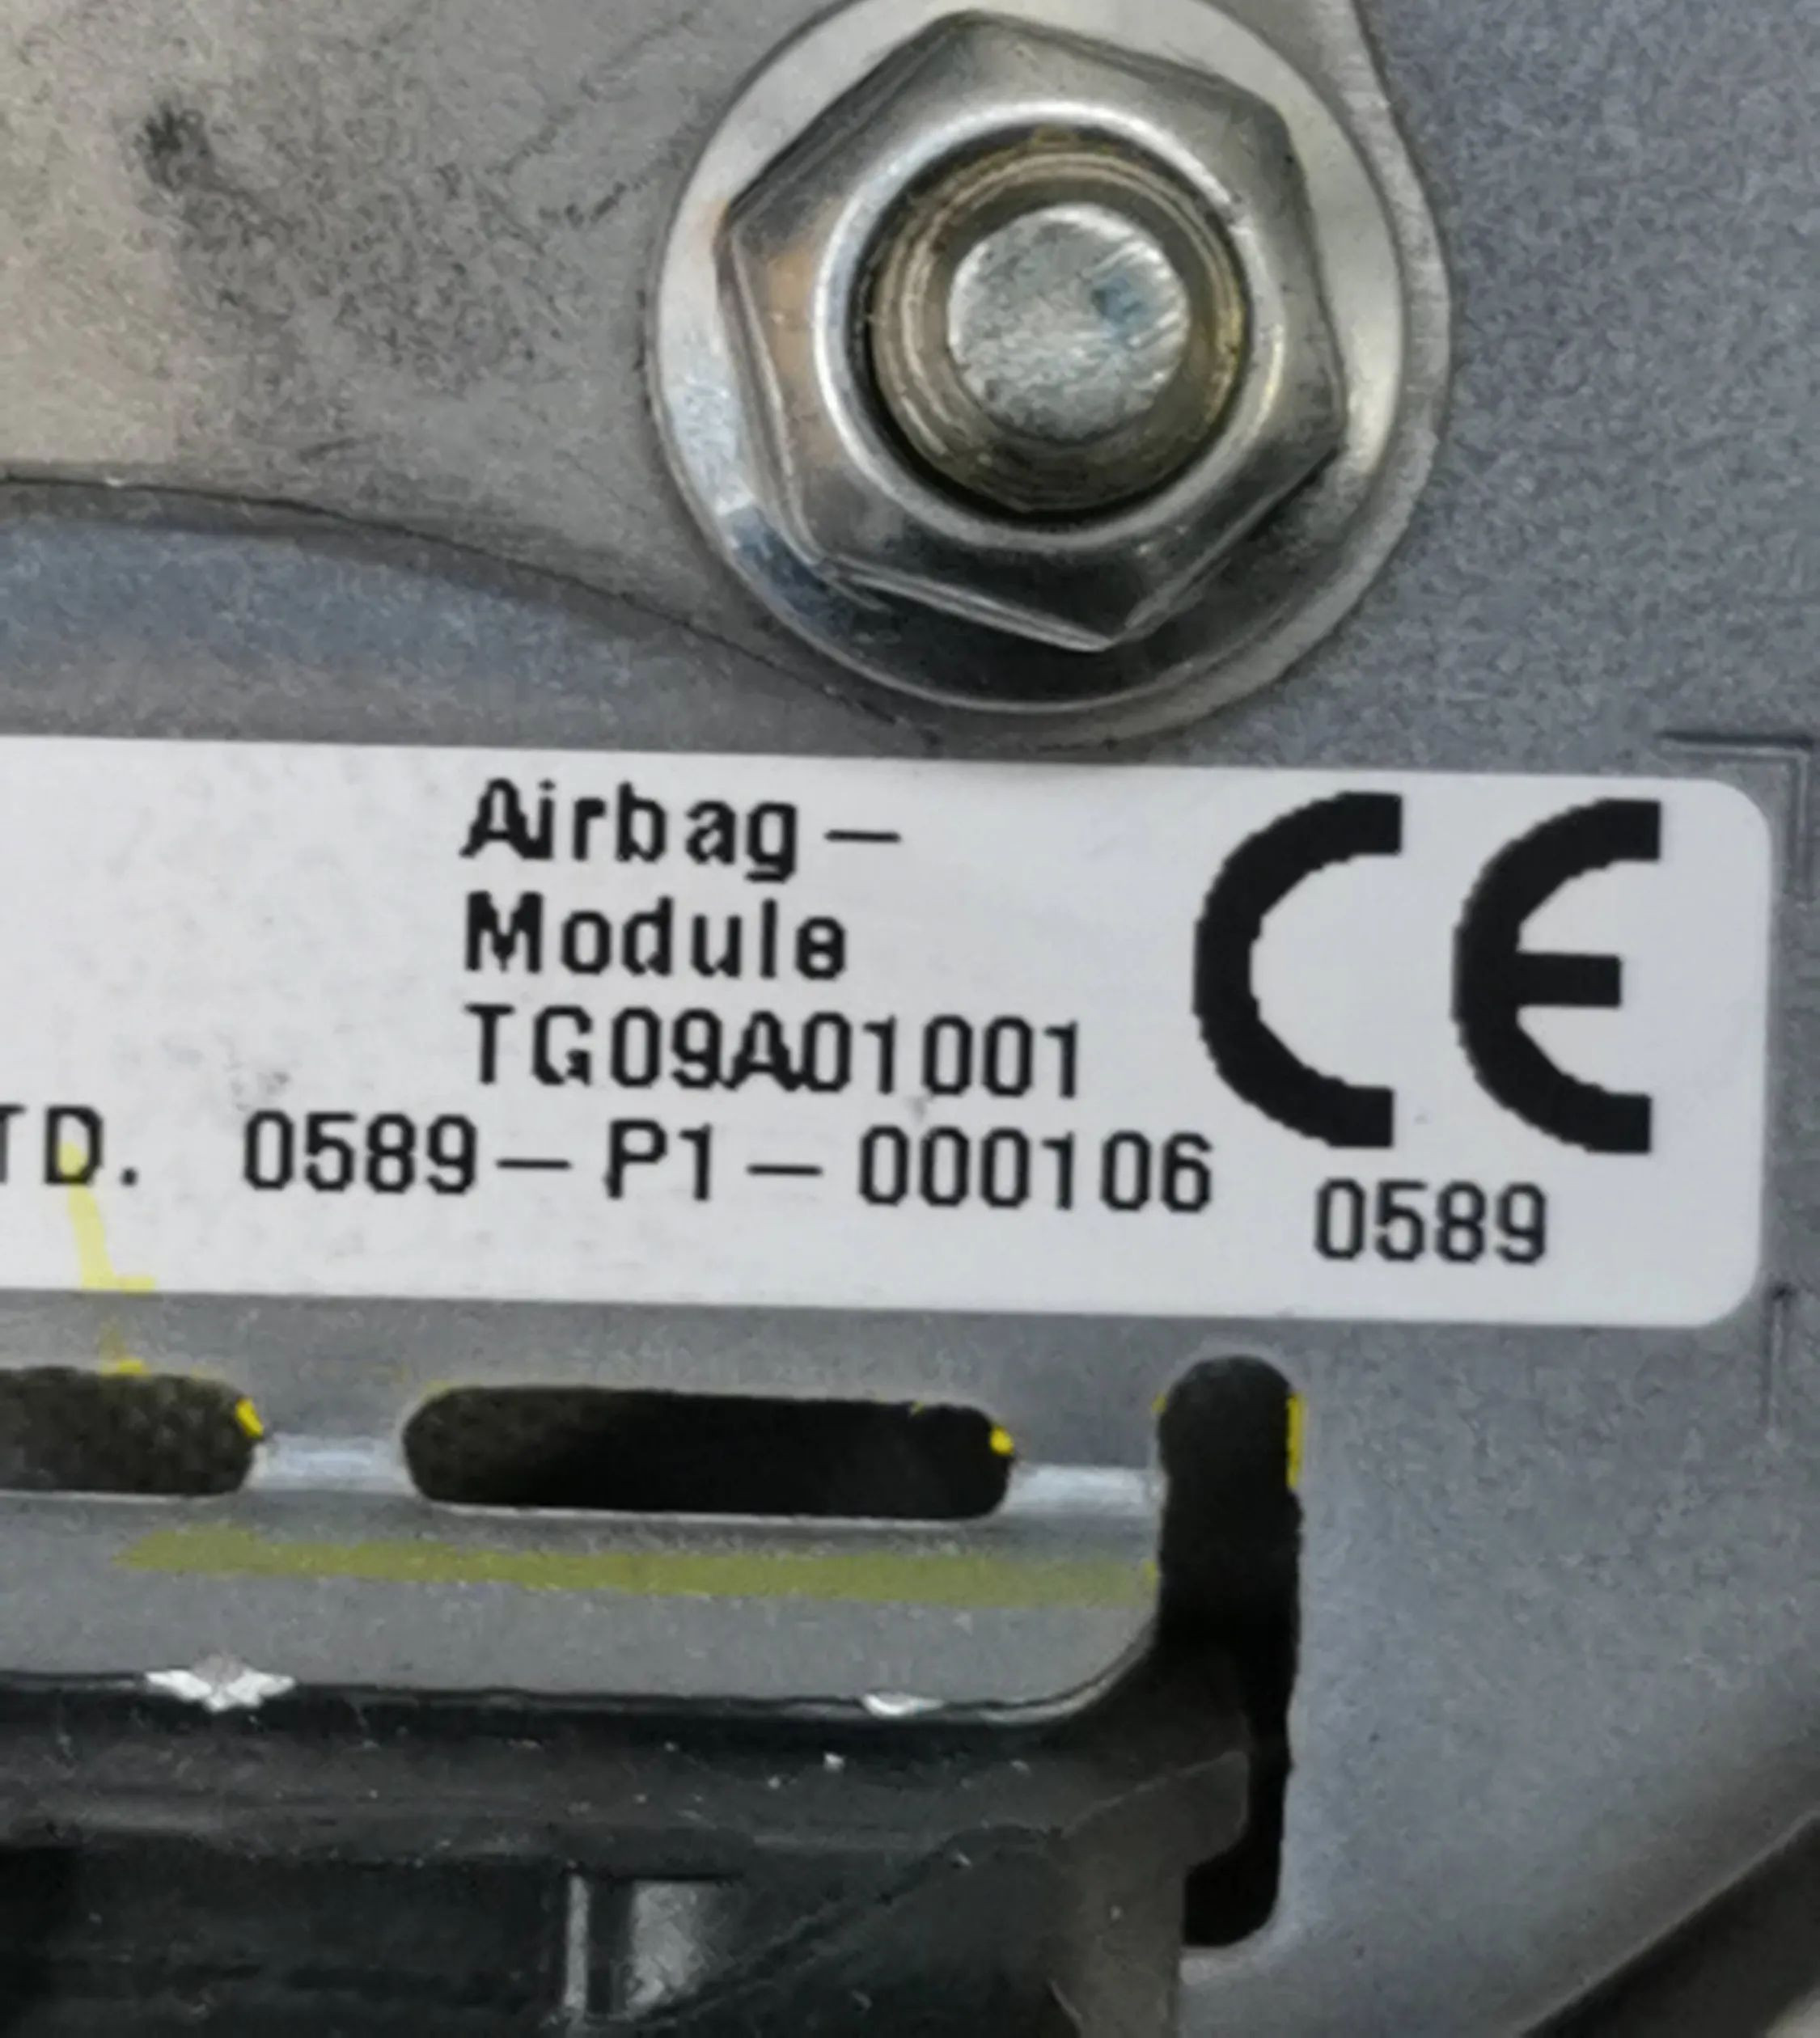 Airbag-
Module
TG09A01001
TD. 0589-P1-000106
CE
0589